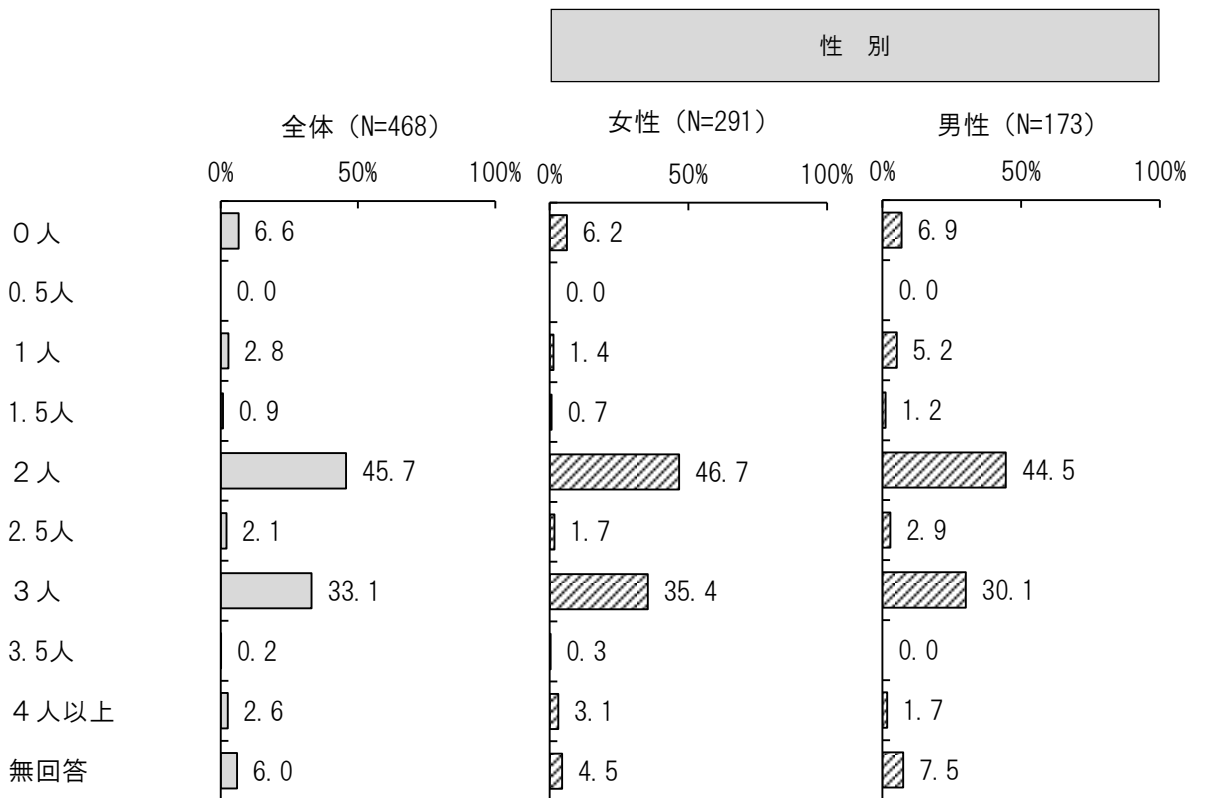 性　別
全体（N=468）　女性（N=291）　男性（N=173）
0%　50%　100%　0%　50%　100%　0%　50%　100%
０人　6.6　6.2　6.9
0.5人　0.0　0.0　0.0
１人　2.8　1.4　5.2
1.5人　0.9　0.7　1.2
２人　45.7　46.7　44.5
2.5人　2.1　1.7　2.9
３人　33.1　35.4　30.1
3.5人　0.2　0.3　0.0
４人以上　2.6　3.1　1.7
無回答　6.0　4.5　7.5